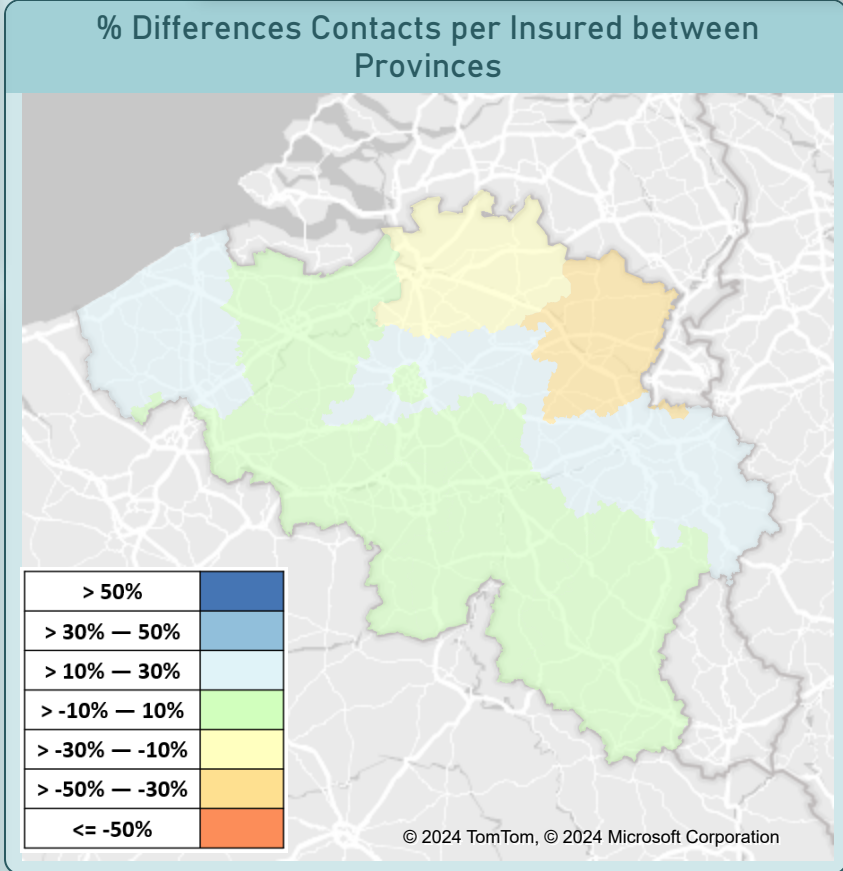 % Differences Contacts per Insured between
Provinces
> 50%
> 30% — 50%
> 10% — 30%
> -10% — 10%
> -30% — -10%
> -50% — -30%
<= -50%
© 2024 TomTom, © 2024 Microsoft Corporation